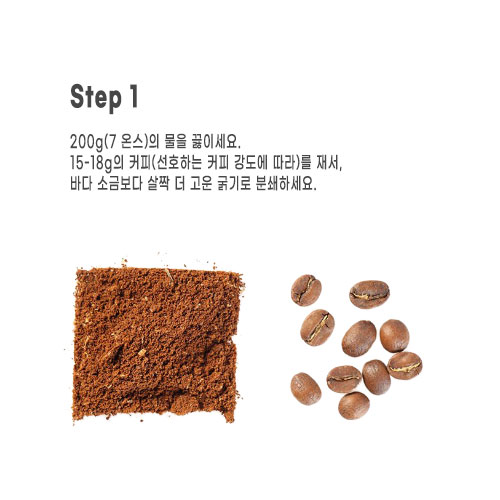 Step 1
200g(7 온스)의 물을 끓이세요.
15-18g의 커피(선호하는 커피 강도에 따라)를 재서,
바다 소금보다 살짝 더 고운 굵기로 분쇄하세요.